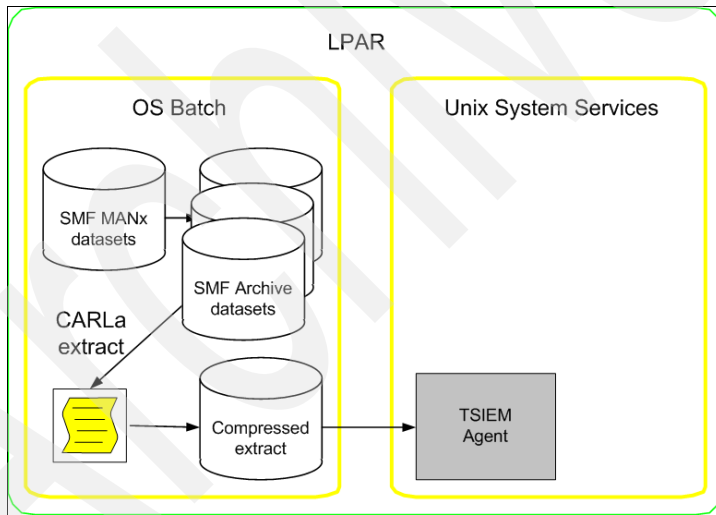 LPAR
OS Batch
Unix System Services
SMF MANx
datasets
SMF Archive
datasets
CARLa
extract
Compressed
extract
TSIEM
Agent